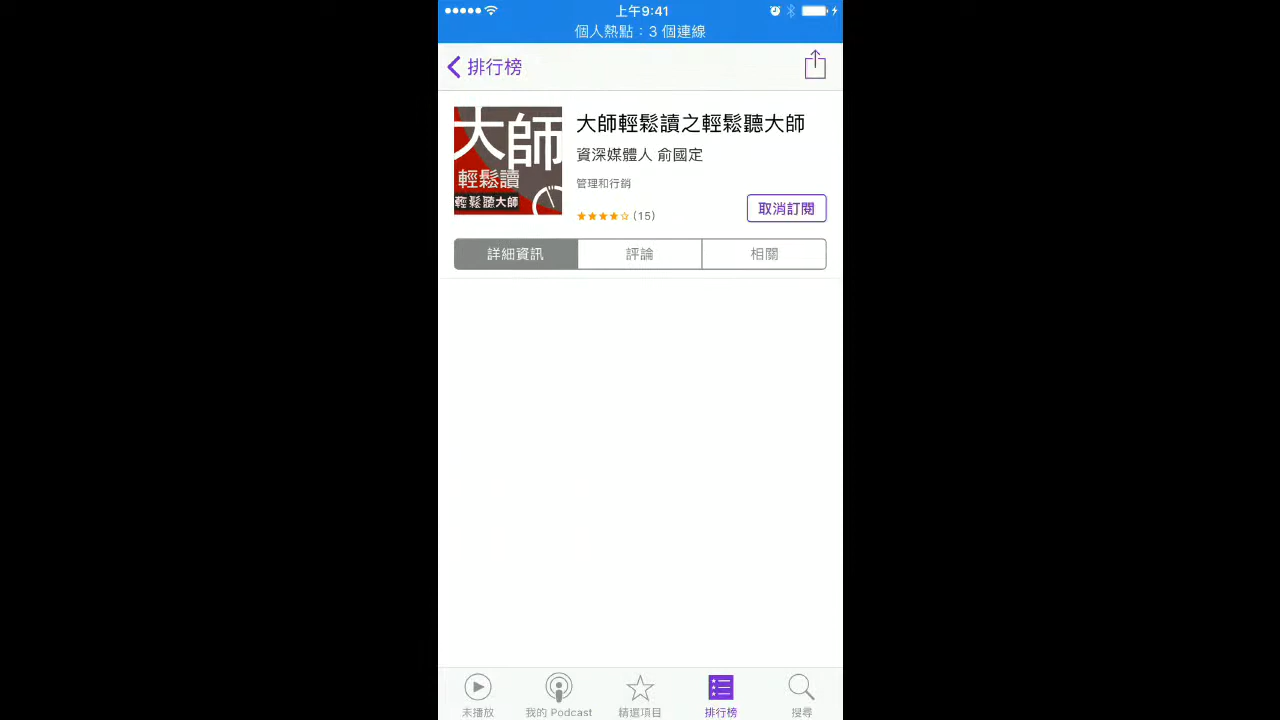 上午9:41
個人熱點：3 個連線
排行榜
大師
輕鬆讀
輕鬆聽大師
大師輕鬆讀之輕鬆聽大師
資深媒體人 俞國定
管理和行銷
★★★★☆ (15)
取消訂閱
詳細資訊 評論 相關
未播放 我的 Podcast 精選項目 排行榜 搜尋